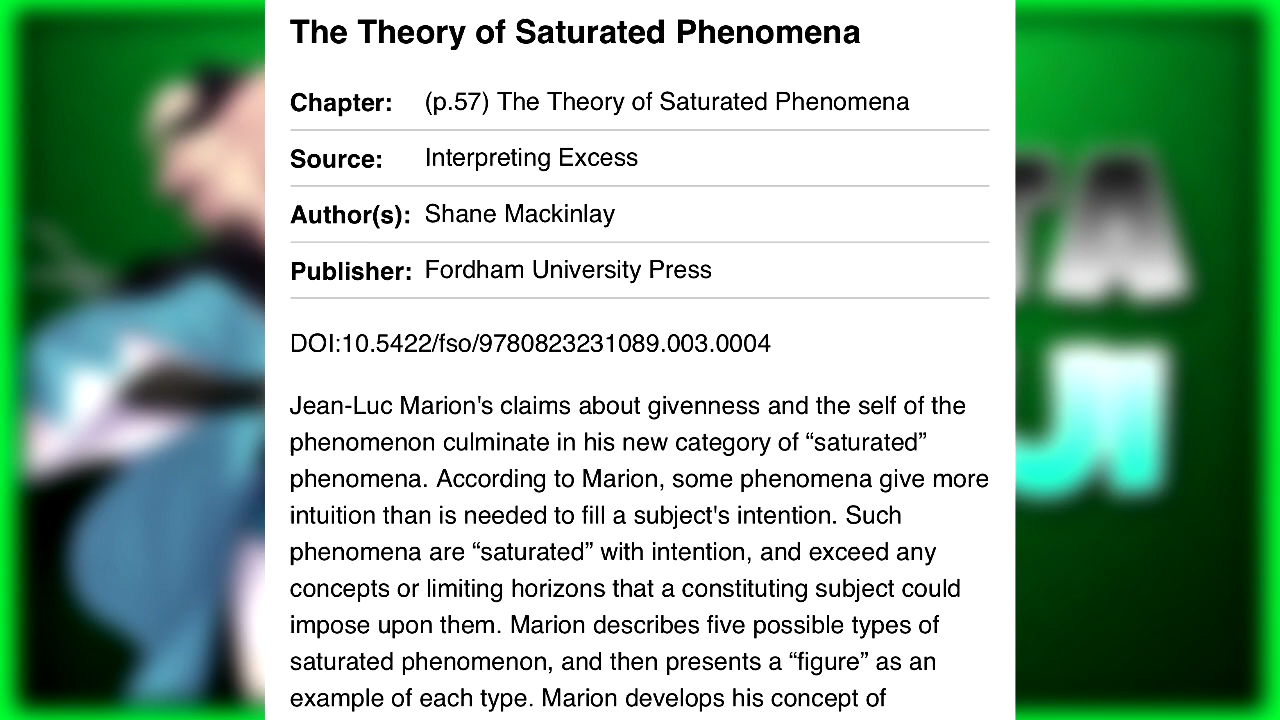 The Theory of Saturated Phenomena
Chapter: (p.57) The Theory of Saturated Phenomena
Source: Interpreting Excess
Author(s): Shane Mackinlay
Publisher: Fordham University Press
DOI:10.5422/fso/9780823231089.003.0004
Jean-Luc Marion's claims about givenness and the self of the
phenomenon culminate in his new category of “saturated”
phenomena. According to Marion, some phenomena give more
intuition than is needed to fill a subject's intention. Such
phenomena are “saturated” with intention, and exceed any
concepts or limiting horizons that a constituting subject could
impose upon them. Marion describes five possible types of
saturated phenomenon, and then presents a “figure” as an
example of each type. Marion develops his concept of